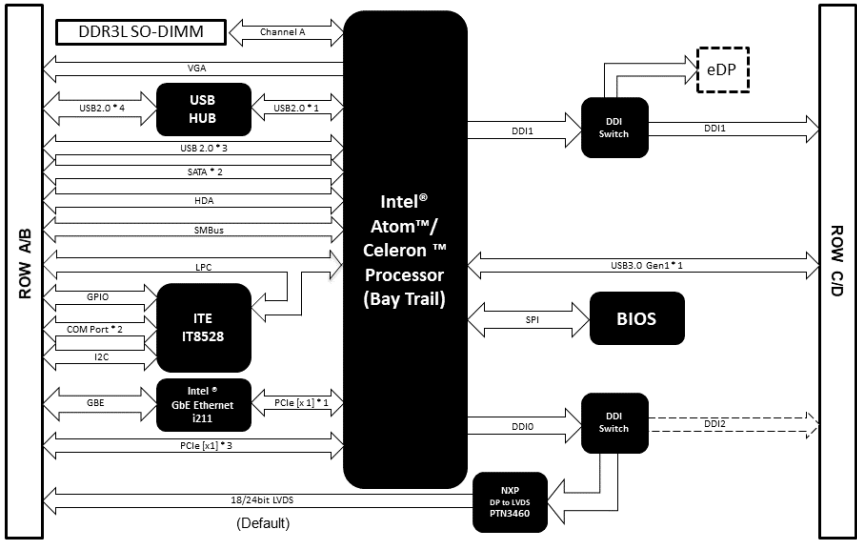 DDR3L SO-DIMM
Channel A
VGA
USB2.0 * 4
USB
HUB
USB2.0 * 1
USB 2.0 * 3
SATA * 2
HDA
SMBus
LPC
GPIO
COM Port * 2
I2C
ITE
IT8528
GBE
Intel ®
GbE Ethernet
i211
PCIe [x 1] * 1
PCIe [x1] * 3
18/24bit LVDS
(Default)
ROW A/B
Intel®
Atom™/
Celeron ™
Processor
(Bay Trail)
eDP
DDI1
DDI
Switch
DDI1
USB3.0 Gen1 * 1
SPI
BIOS
DDI0
DDI
Switch
DDI2
NXP
DP to LVDS
PTN3460
ROW C/D